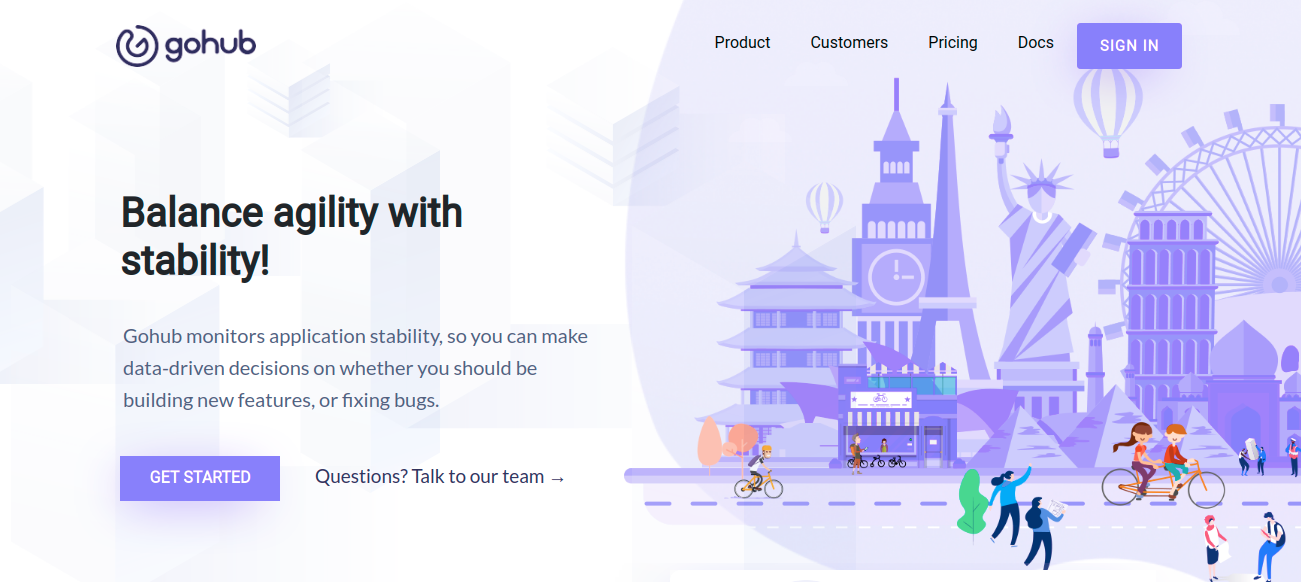 gohub
Product
Customers
Pricing
Docs
SIGN IN
Balance agility with
stability!
Gohub monitors application stability, so you can make
data-driven decisions on whether you should be
building new features, or fixing bugs.
GET STARTED
Questions? Talk to our team →